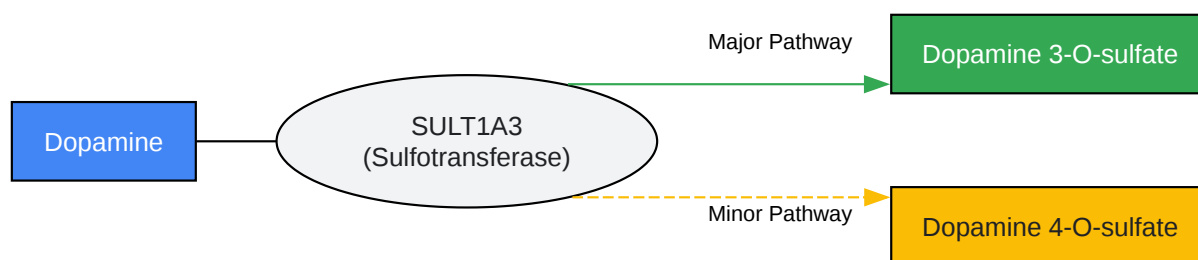 Major Pathway
Dopamine 3-O-sulfate
Dopamine
SULT1A3
(Sulfotransferase)
Minor Pathway
Dopamine 4-O-sulfate